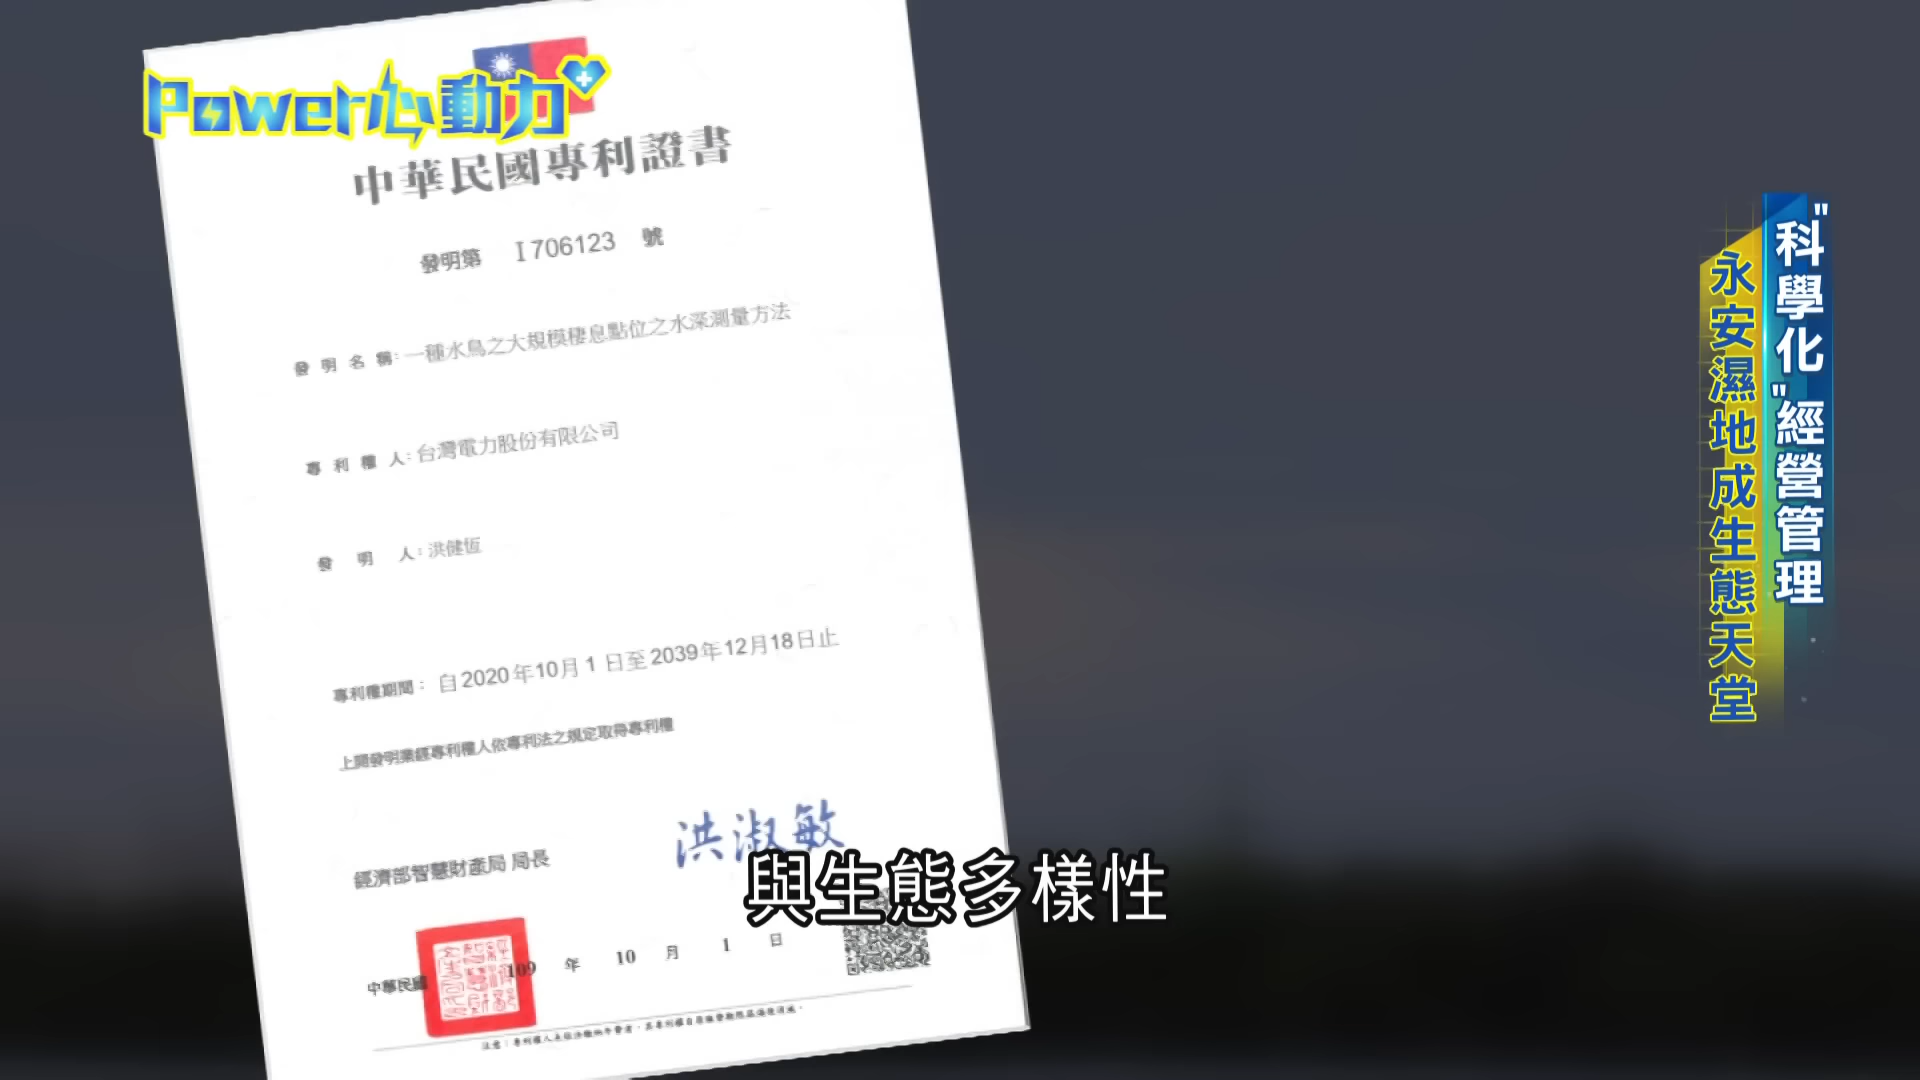 Power心動力
中華民國專利證書
發明第 I706123 號
發明名稱:一種水鳥之大規模棲息點位之水深測量方法
專利權人:台灣電力股份有限公司
發明人:洪健恆
專利權期間:自2020年10月1日至2039年12月18日止
上開發明業經專利權人依專利法之規定取得專利權
經濟部智慧財產局 局長
洪淑敏
中華民國 109 年 10 月 1 日
與生態多樣性
"科學化"經營管理
永安濕地成生態天堂